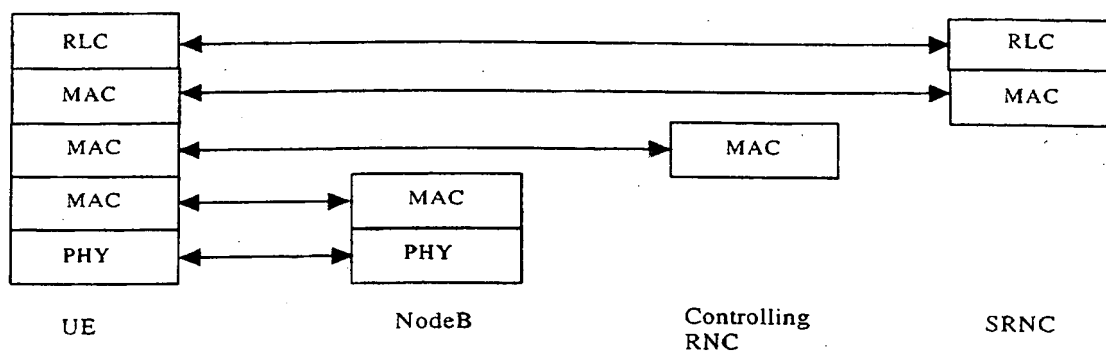 RLC
RLC
MAC
MAC
MAC
MAC
MAC
MAC
PHY
PHY
UE
NodeB
Controlling
RNC
SRNC